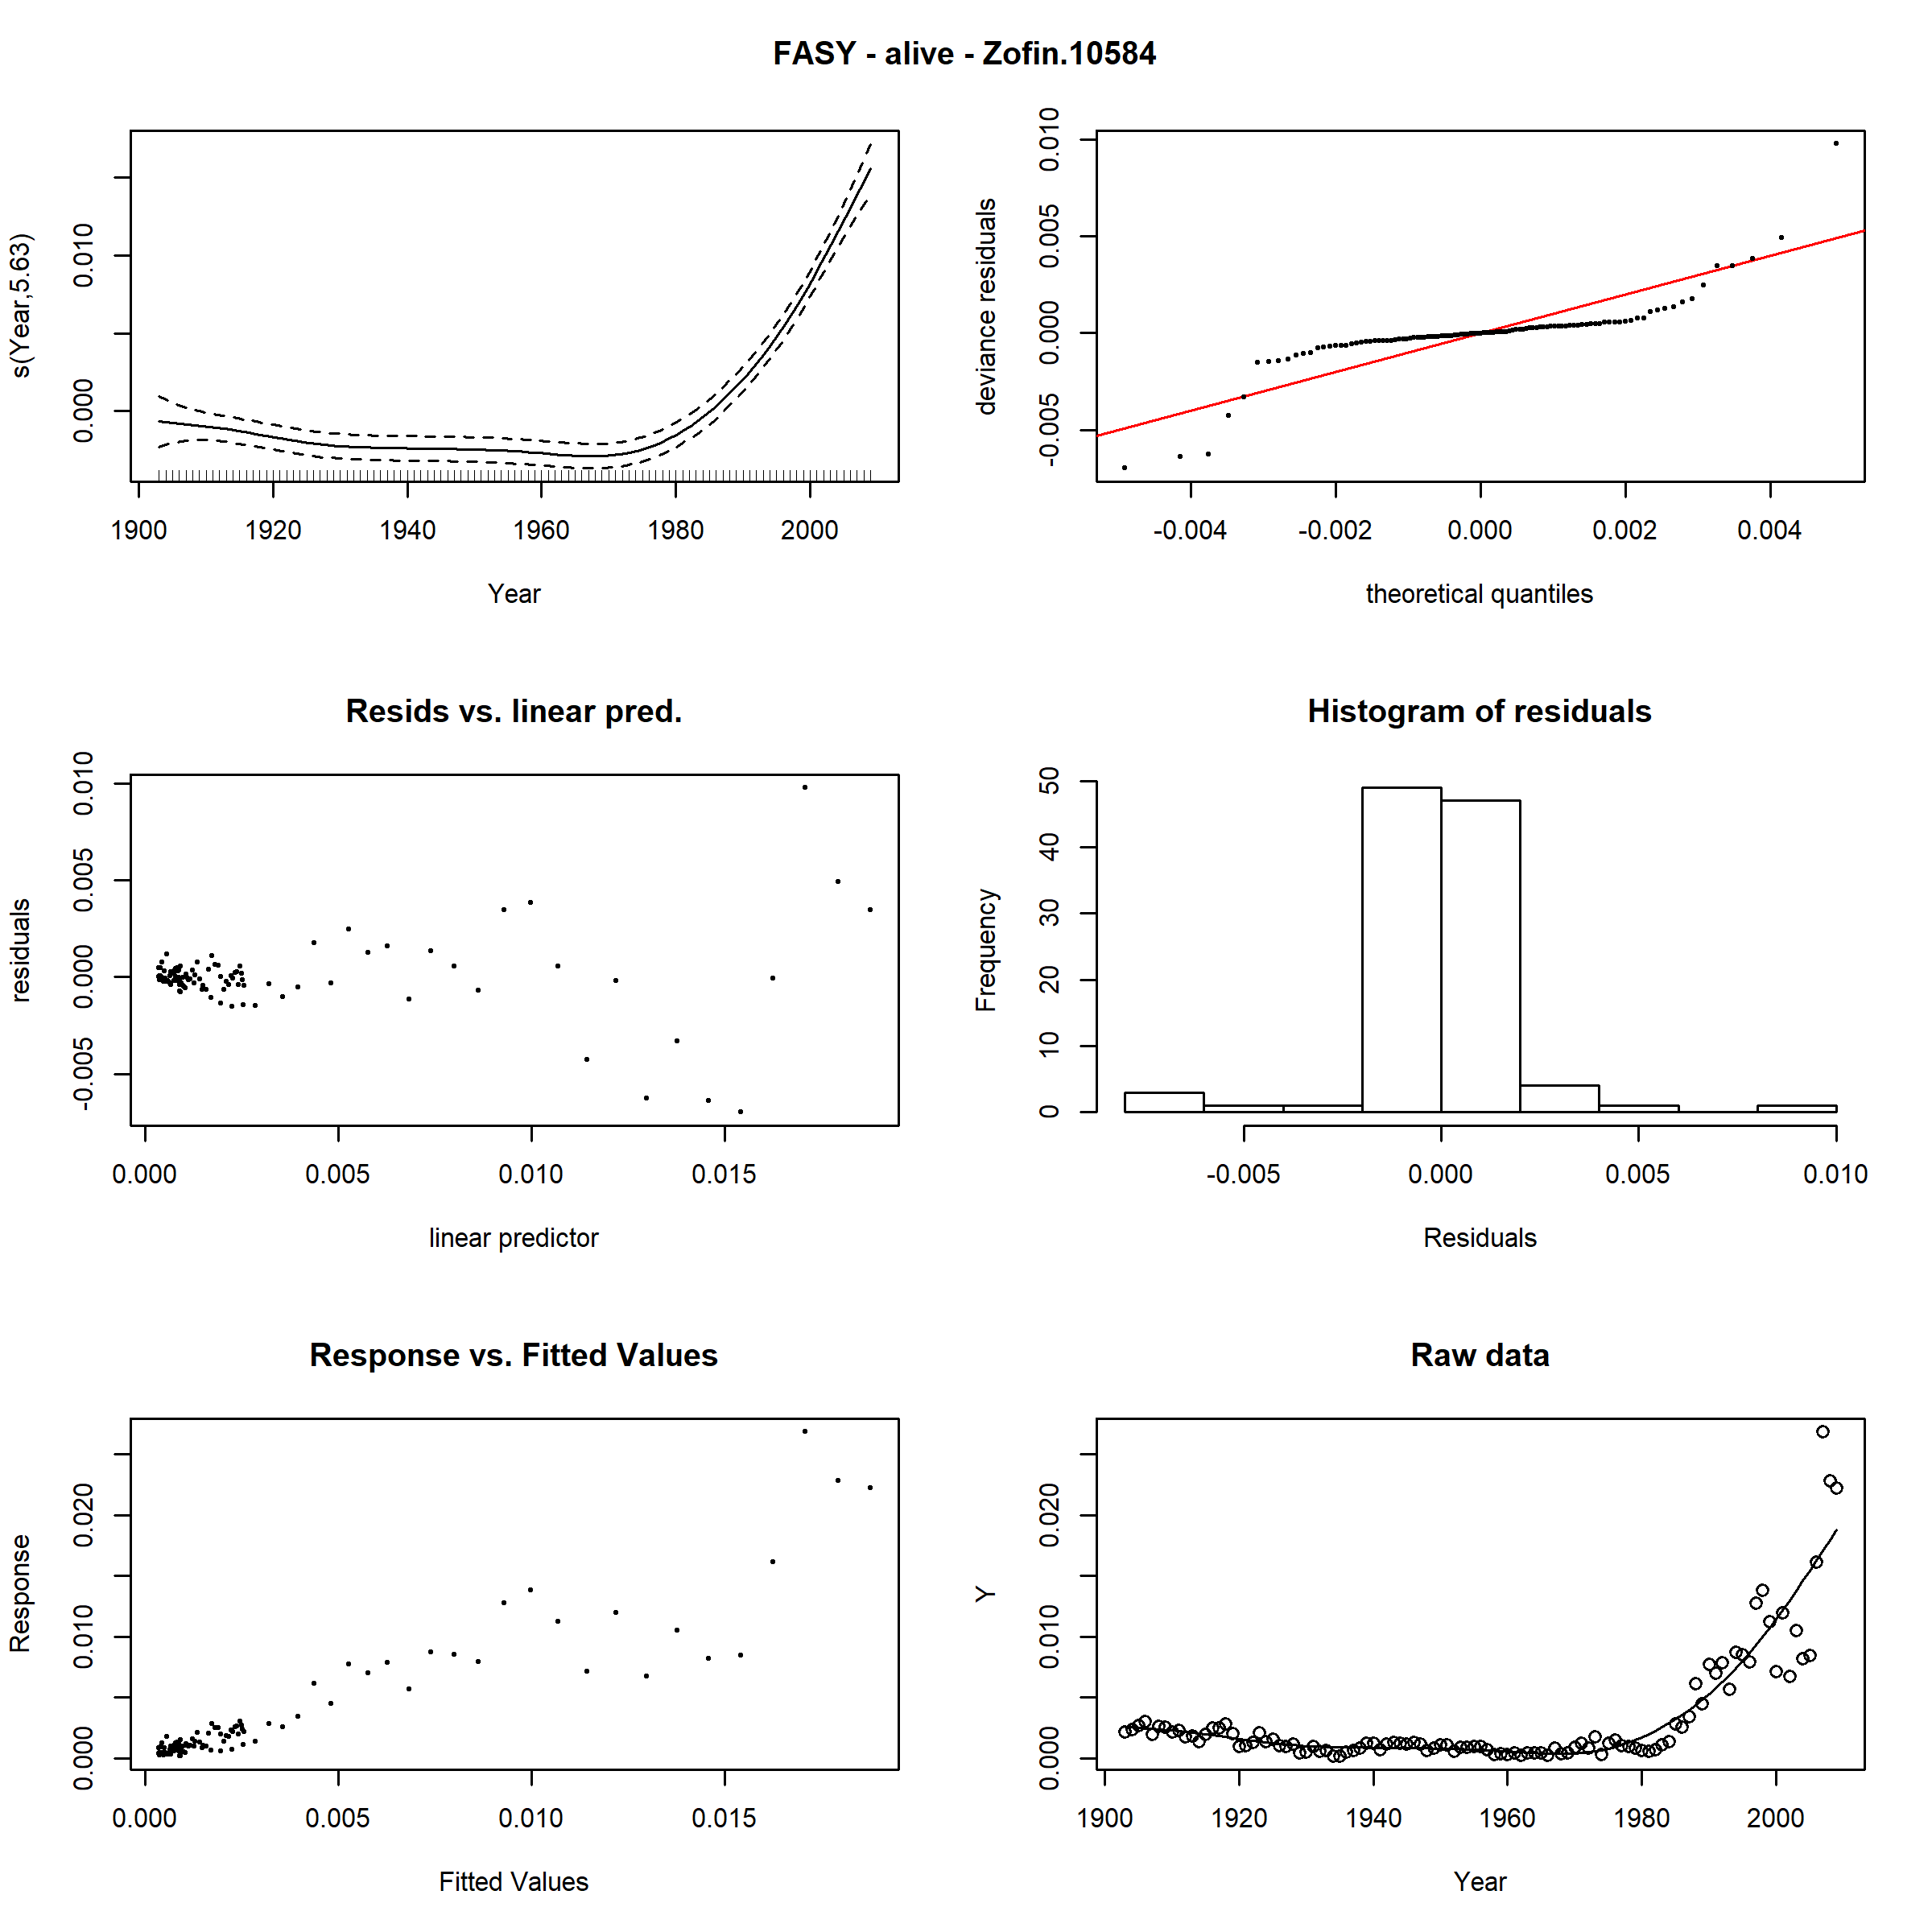 FASY - alive - Zofin.10584
s(Year,5.63)
0.000 0.010
1900 1920 1940 1960 1980 2000
Year
deviance residuals
-0.005 0.000 0.005 0.010
-0.004 -0.002 0.000 0.002 0.004
theoretical quantiles
Resids vs. linear pred.
residuals
-0.005 0.000 0.005 0.010
0.000 0.005 0.010 0.015
linear predictor
Histogram of residuals
Frequency
0 10 20 30 40 50
-0.005 0.000 0.005 0.010
Residuals
Response vs. Fitted Values
Response
0.000 0.010 0.020
0.000 0.005 0.010 0.015
Fitted Values
Raw data
Y
0.000 0.010 0.020
1900 1920 1940 1960 1980 2000
Year